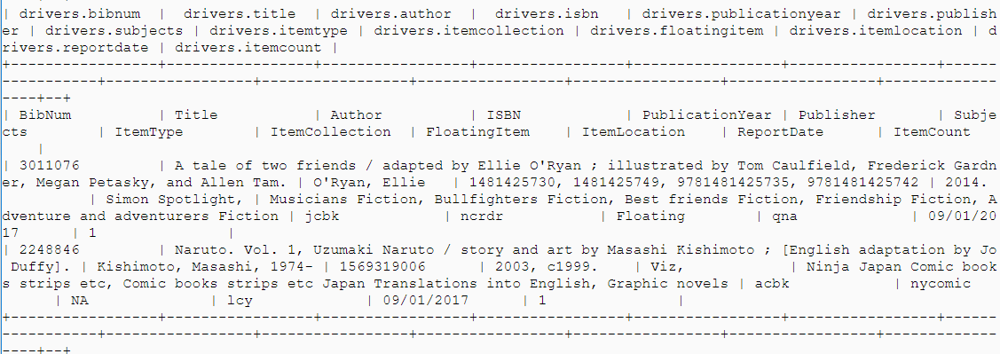 | drivers.bibnum | drivers.title | drivers.author | drivers.isbn | drivers.publicationyear | drivers.publish
er | drivers.subjects | drivers.itemtype | drivers.itemcollection | drivers.floatingitem | drivers.itemlocation | d
rivers.reportdate | drivers.itemcount |
+-----------------+----------------+-----------------+----------------+--------------------------+------
------------+-----------------+-----------------+-----------------+-----------------+-----------------+-------------
----+--+
| BibNum | Title | Author | ISBN | PublicationYear | Publisher | Subje
cts | ItemType | ItemCollection | FloatingItem | ItemLocation | ReportDate | ItemCount
|
| 3011076 | A tale of two friends / adapted by Ellie O'Ryan ; illustrated by Tom Caulfield, Frederick Gardn
er, Megan Petasky, and Allen Tam. | O'Ryan, Ellie | 1481425730, 1481425749, 9781481425735, 9781481425742 | 2014.
| Simon Spotlight, | Musicians Fiction, Bullfighters Fiction, Best friends Fiction, Friendship Fiction, A
dventure and adventurers Fiction | jcbk | ncrdr | Floating | qna | 09/01/20
17 | 1 |
| 2248846 | Naruto. Vol. 1, Uzumaki Naruto / story and art by Masashi Kishimoto ; [English adaptation by Jo
Duffy]. | Kishimoto, Masashi, 1974- | 1569319006 | 2003, c1999. | Viz, | Ninja Japan Comic book
s strips etc, Comic books strips etc Japan Translations into English, Graphic novels | acbk | nycomic
| NA | lcy | 09/01/2017 | 1 |
+-----------------+----------------+-----------------+----------------+--------------------------+------
------------+-----------------+-----------------+-----------------+-----------------+-----------------+-------------
----+--+